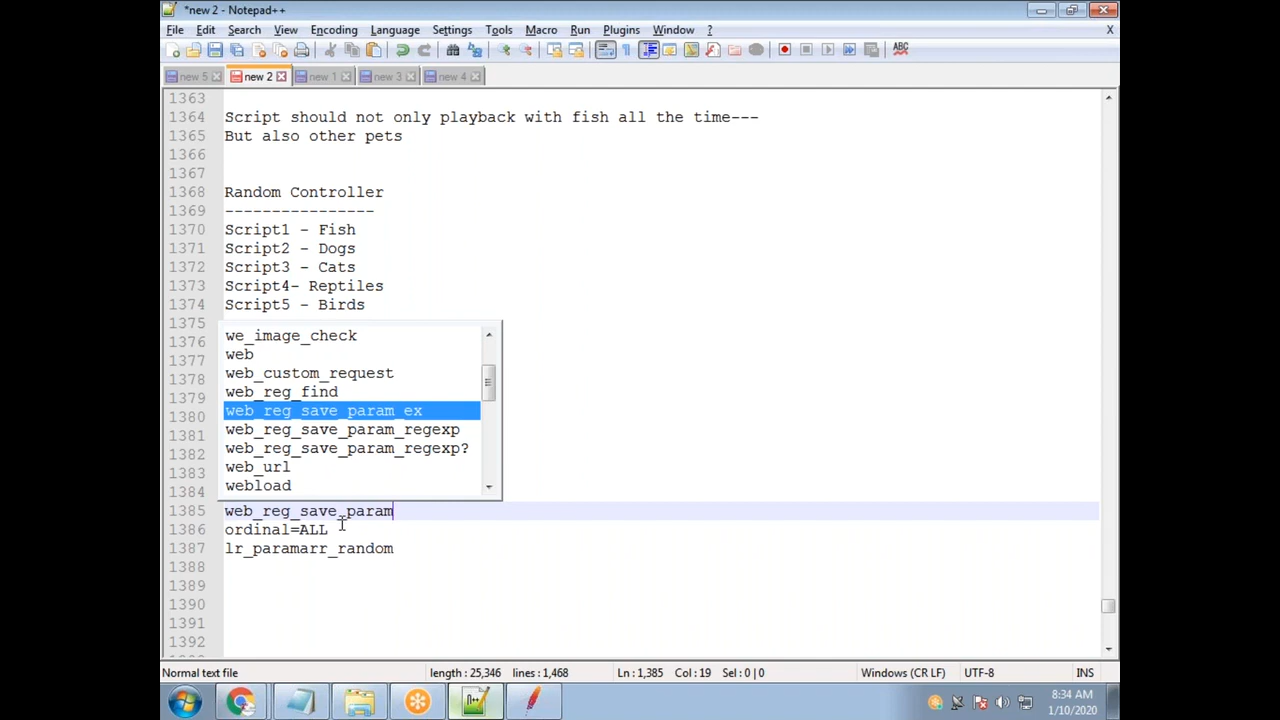 *new 2 - Notepad++
File Edit Search View Encoding Language Settings Tools Macro Run Plugins Window ? X
new 5 new 2 new 1 new 3 new 4
1363
1364 Script should not only playback with fish all the time---
1365 But also other pets
1366
1367
1368 Random Controller
1369 ----------------
1370 Script1 - Fish
1371 Script2 - Dogs
1372 Script3 - Cats
1373 Script4- Reptiles
1374 Script5 - Birds
1375
1376 we_image_check
1377 web
1378 web_custom_request
1379 web_reg_find
1380 web_reg_save_param_ex
1381 web_reg_save_param_regexp
1382 web_reg_save_param_regexp?
1383 web_url
1384 webload
1385 web_reg_save_param
1386 ordinal=ALL
1387 lr_paramarr_random
1388
1389
1390
1391
1392
Normal text file length : 25,346 lines : 1,468 Ln : 1,385 Col : 19 Sel : 0 | 0 Windows (CR LF) UTF-8 INS
8:34 AM
1/10/2020